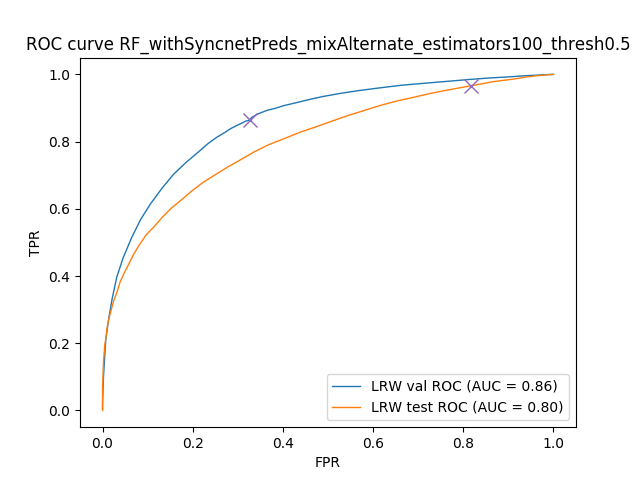 ROC curve RF_withSyncnetPreds_mixAlternate_estimators100_thresh0.5
1.0
0.8
0.6
0.4
0.2
0.0
TPR
LRW val ROC (AUC = 0.86)
LRW test ROC (AUC = 0.80)
0.0 0.2 0.4 0.6 0.8 1.0
FPR